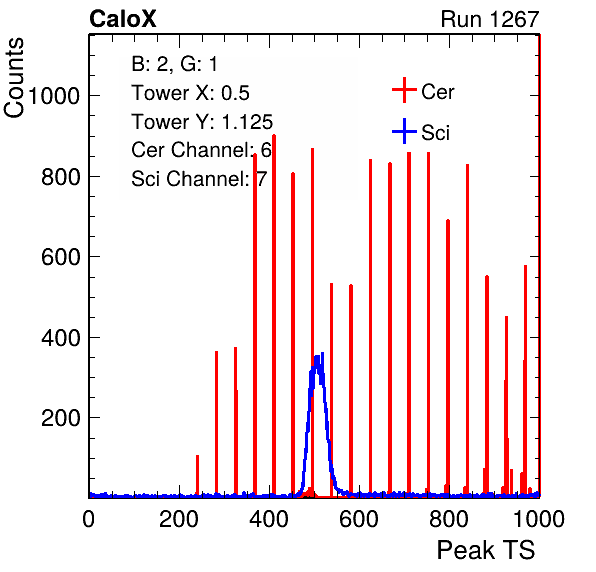 CaloX Run 1267
Counts
B: 2, G: 1
Tower X: 0.5
Tower Y: 1.125
Cer Channel: 6
Sci Channel: 7
Cer
Sci
1000
800
600
400
200
0 200 400 600 800 1000
Peak TS